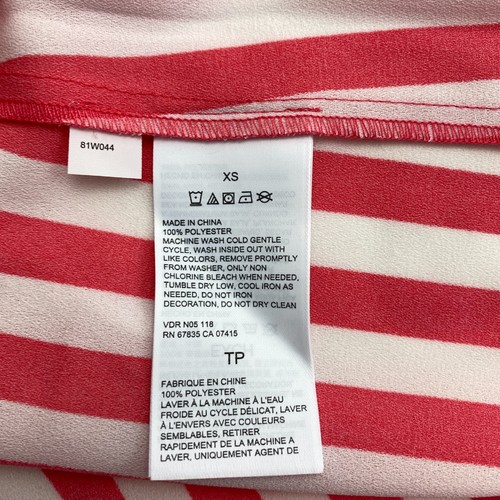 81W044
XS
MADE IN CHINA
100% POLYESTER
MACHINE WASH COLD GENTLE
CYCLE, WASH INSIDE OUT WITH
LIKE COLORS, REMOVE PROMPTLY
FROM WASHER, ONLY NON
CHLORINE BLEACH WHEN NEEDED,
TUMBLE DRY LOW, COOL IRON AS
NEEDED, DO NOT IRON
DECORATION, DO NOT DRY CLEAN
VDR N05 118
RN 67835 CA 07415
TP
FABRIQUE EN CHINE
100% POLYESTER
LAVER À LA MACHINE À L'EAU
FROIDE AU CYCLE DÉLICAT, LAVER
À L'ENVERS AVEC COULEURS
SEMBLABLES, RETIRER
RAPIDEMENT DE LA MACHINE A
LAVER, UNIQUEMENT AGENT DE